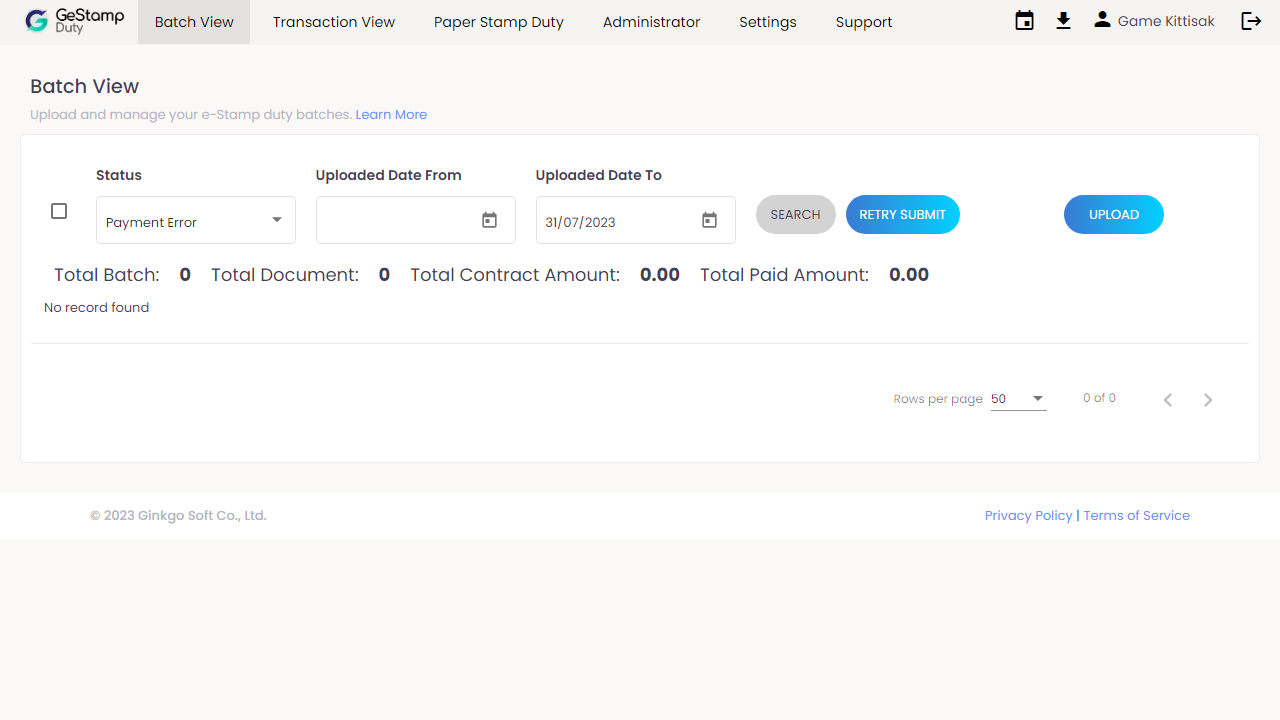 GeStamp
Duty
Batch View
Transaction View
Paper Stamp Duty
Administrator
Settings
Support
Game Kittisak
Batch View
Upload and manage your e-Stamp duty batches. Learn More
Status
Uploaded Date From
Uploaded Date To
Payment Error
31/07/2023
SEARCH
RETRY SUBMIT
UPLOAD
Total Batch: 0 Total Document: 0 Total Contract Amount: 0.00 Total Paid Amount: 0.00
No record found
Rows per page 50
0 of 0
© 2023 Ginkgo Soft Co., Ltd.
Privacy Policy | Terms of Service